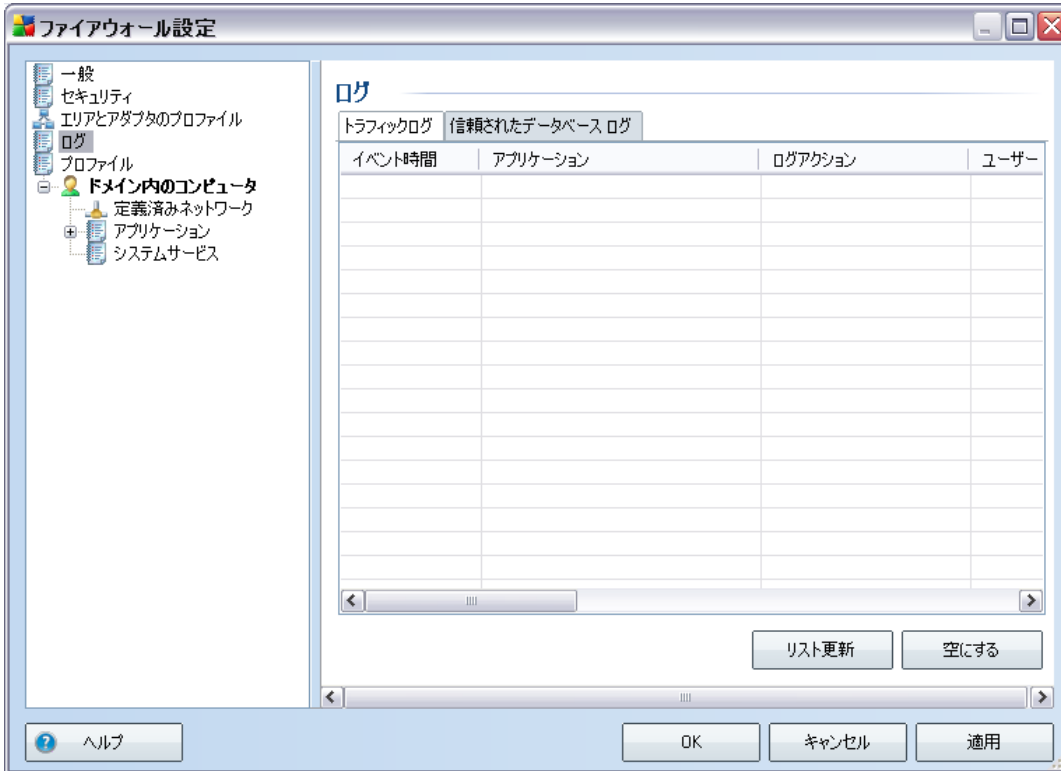 ファイアウォール設定
一般
セキュリティ
エリアとアダプタのプロファイル
ログ
プロファイル
ドメイン内のコンピュータ
定義済みネットワーク
アプリケーション
システムサービス
ログ
トラフィックログ 信頼されたデータベース ログ
イベント時間 アプリケーション ログアクション ユーザー
リスト更新 空にする
ヘルプ OK キャンセル 適用